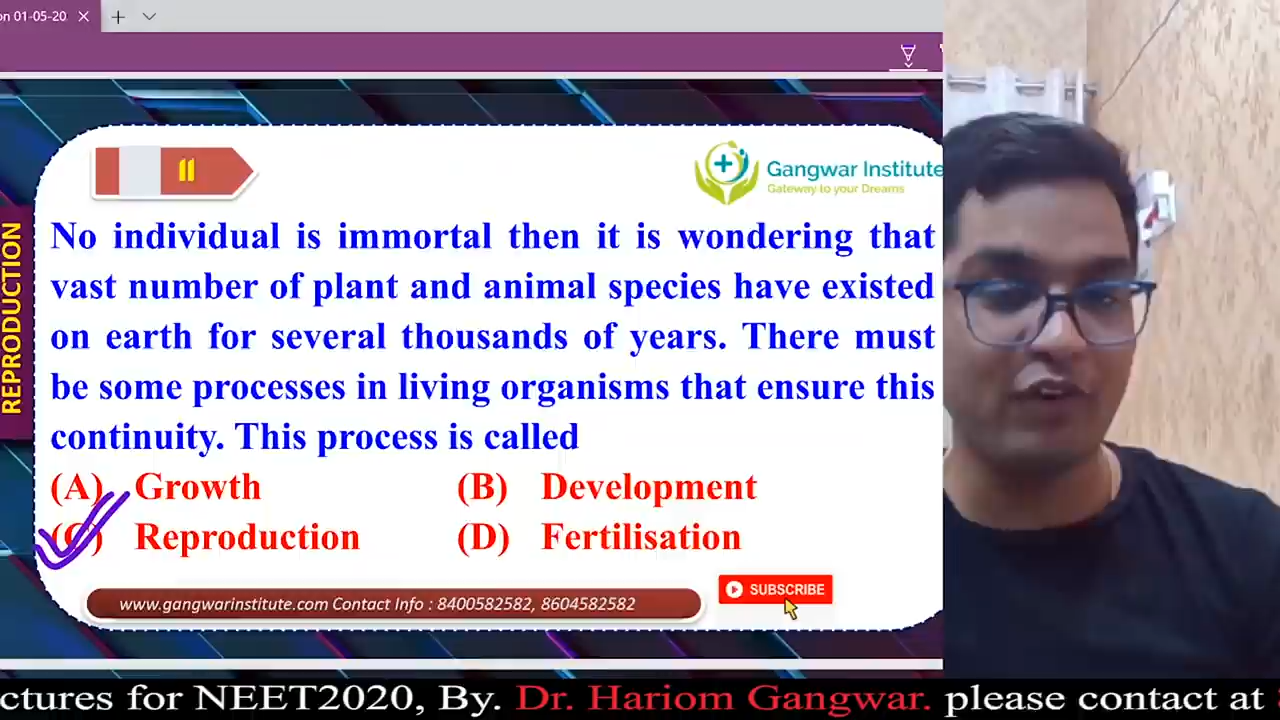 on 01-05-20
11
Gangwar Institute
Gateway to your Dreams
REPRODUCTION
No individual is immortal then it is wondering that
vast number of plant and animal species have existed
on earth for several thousands of years. There must
be some processes in living organisms that ensure this
continuity. This process is called
(A) Growth (B) Development
(C) Reproduction (D) Fertilisation
www.gangwarinstitute.com Contact Info : 8400582582, 8604582582
SUBSCRIBE
ctures for NEET2020, By. Dr. Hariom Gangwar. please contact at